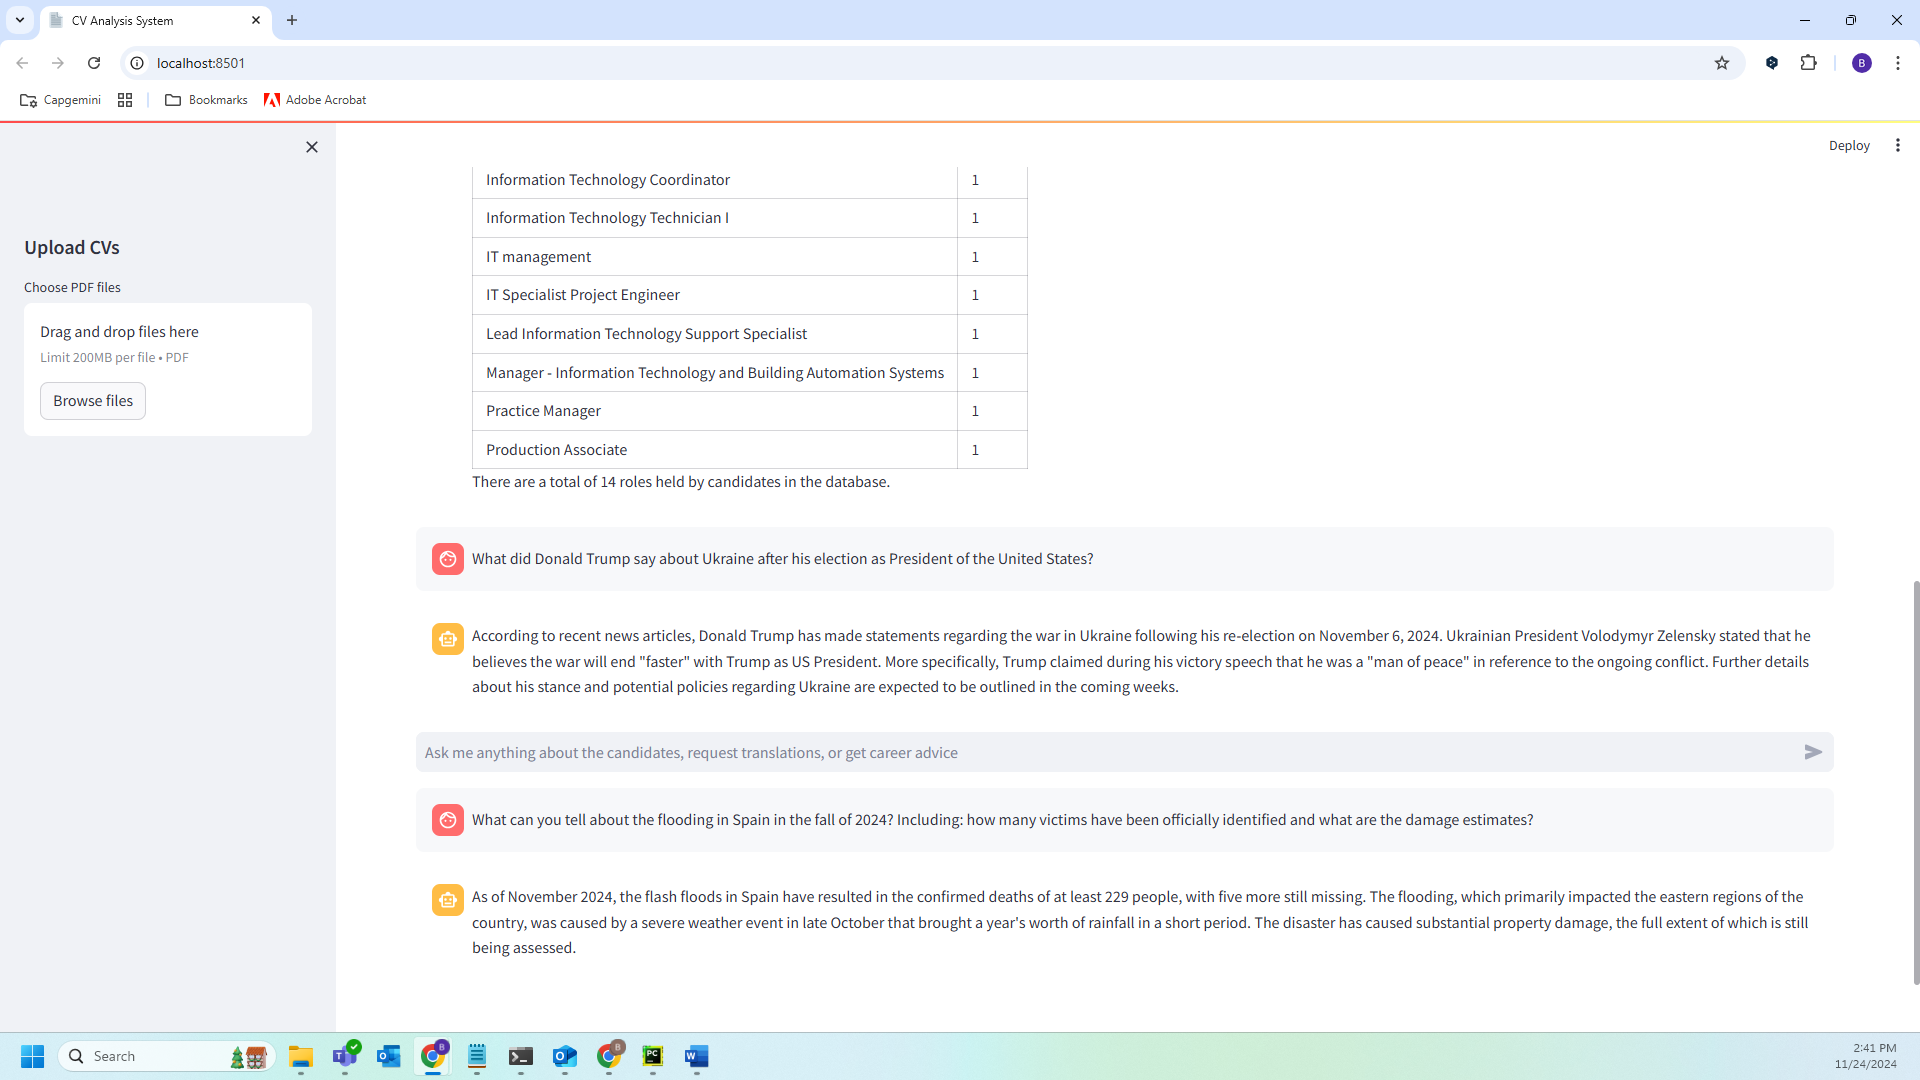 CV Analysis System
localhost:8501
B
Capgemini
Bookmarks
Adobe Acrobat
Deploy
Upload CVs
Choose PDF files
Drag and drop files here
Limit 200MB per file • PDF
Browse files
Information Technology Coordinator 1
Information Technology Technician I 1
IT management 1
IT Specialist Project Engineer 1
Lead Information Technology Support Specialist 1
Manager - Information Technology and Building Automation Systems 1
Practice Manager 1
Production Associate 1
There are a total of 14 roles held by candidates in the database.
What did Donald Trump say about Ukraine after his election as President of the United States?
According to recent news articles, Donald Trump has made statements regarding the war in Ukraine following his re-election on November 6, 2024. Ukrainian President Volodymyr Zelensky stated that he
believes the war will end "faster" with Trump as US President. More specifically, Trump claimed during his victory speech that he was a "man of peace" in reference to the ongoing conflict. Further details
about his stance and potential policies regarding Ukraine are expected to be outlined in the coming weeks.
Ask me anything about the candidates, request translations, or get career advice
What can you tell about the flooding in Spain in the fall of 2024? Including: how many victims have been officially identified and what are the damage estimates?
As of November 2024, the flash floods in Spain have resulted in the confirmed deaths of at least 229 people, with five more still missing. The flooding, which primarily impacted the eastern regions of the
country, was caused by a severe weather event in late October that brought a year's worth of rainfall in a short period. The disaster has caused substantial property damage, the full extent of which is still
being assessed.
Search
2:41 PM
11/24/2024